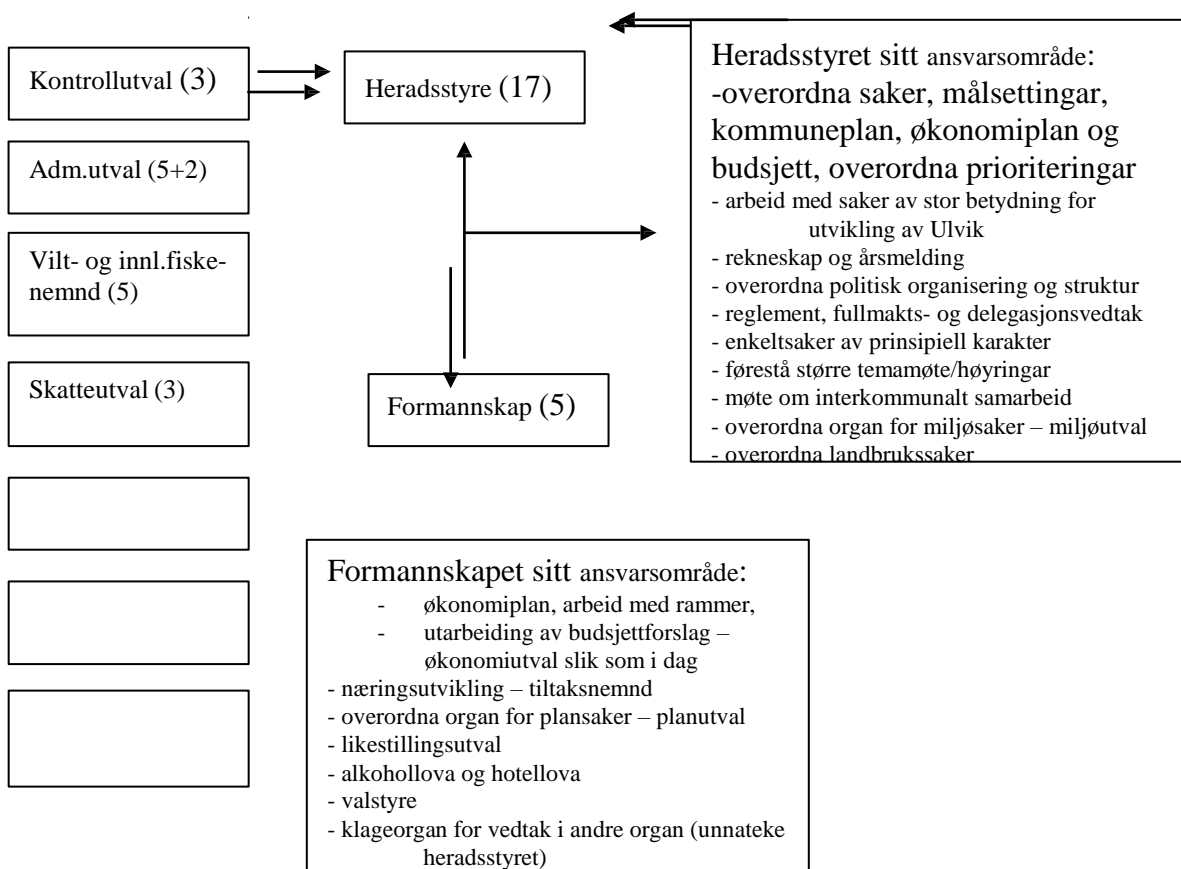 Kontrollutval (3)
Adm.utval (5+2)
Vilt- og innl.fiske-
nemnd (5)
Skatteutval (3)
Heradsstyre (17)
Formannskap (5)
Heradsstyret sitt ansvarsområde:
-overordna saker, målsettingar,
kommuneplan, økonomiplan og
budsjett, overordna prioriteringar
- arbeid med saker av stor betydning for
utvikling av Ulvik
- rekneskap og årsmelding
- overordna politisk organisering og struktur
- reglement, fullmakts- og delegasjonsvedtak
- enkeltsaker av prinsipiell karakter
- førestå større temamøte/høyringar
- møte om interkommunalt samarbeid
- overordna organ for miljøsaker – miljøutval
- overordna landbrukssaker
Formannskapet sitt ansvarsområde:
- økonomiplan, arbeid med rammer,
- utarbeiding av budsjettforslag –
økonomiutval slik som i dag
- næringsutvikling – tiltaksnemnd
- overordna organ for plansaker – planutval
- likestillingsutval
- alkohollova og hotellova
- valstyre
- klageorgan for vedtak i andre organ (unnateke
heradsstyret)